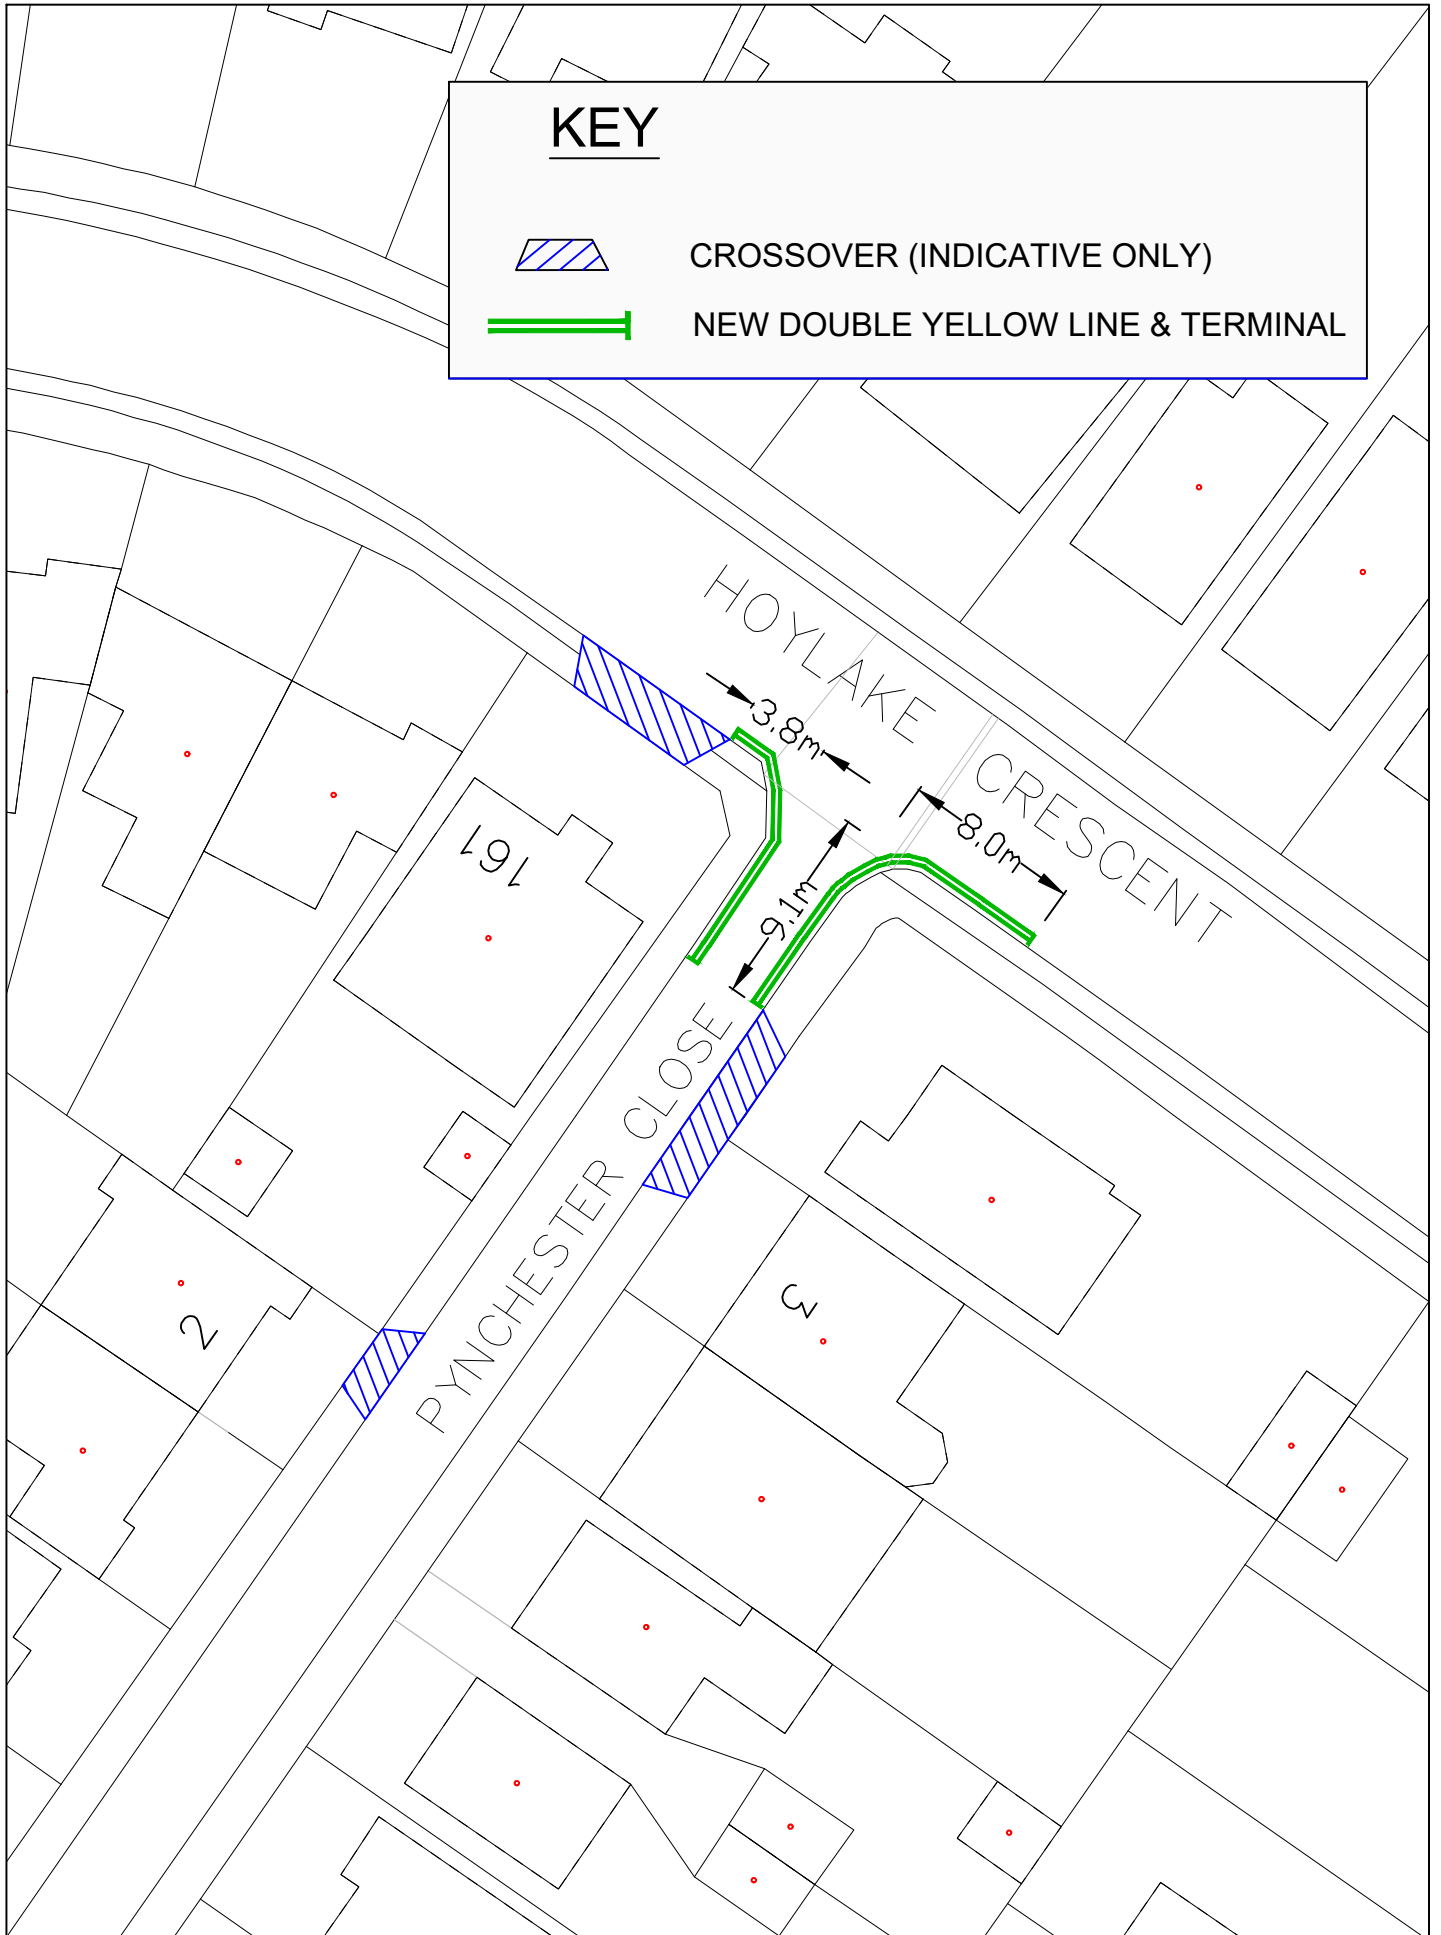 KEY
CROSSOVER (INDICATIVE ONLY)
NEW DOUBLE YELLOW LINE & TERMINAL
HOYLAKE CRESCENT
3.8m
8.0m
9.1m
161
PYNCHESTER CLOSE
3
2